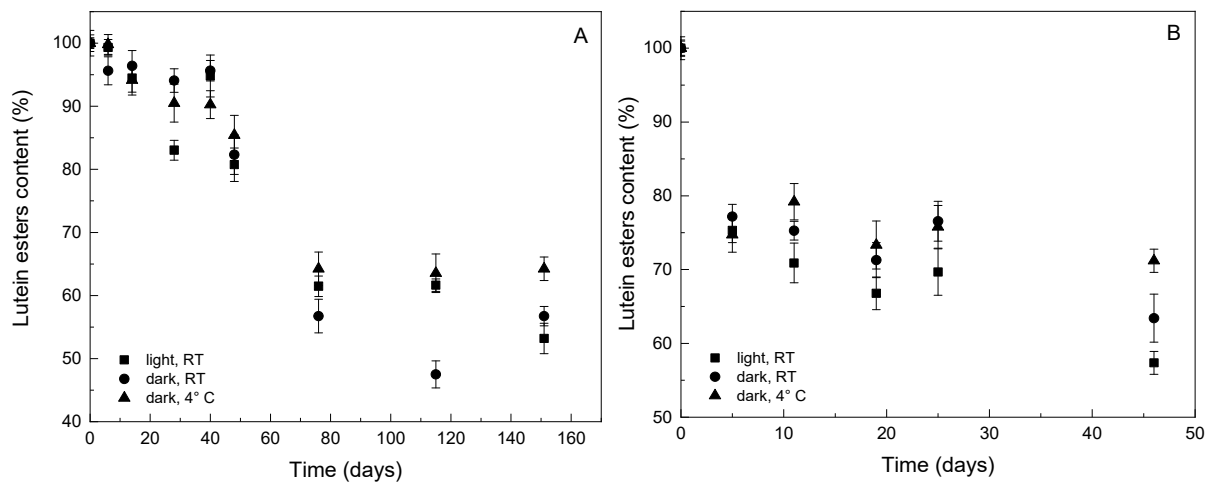 A
Lutein esters content (%)
100
90
80
70
60
50
40
light, RT
dark, RT
dark, 4° C
0 20 40 60 80 100 120 140 160
Time (days)
B
Lutein esters content (%)
100
90
80
70
60
50
light, RT
dark, RT
dark, 4° C
0 10 20 30 40 50
Time (days)